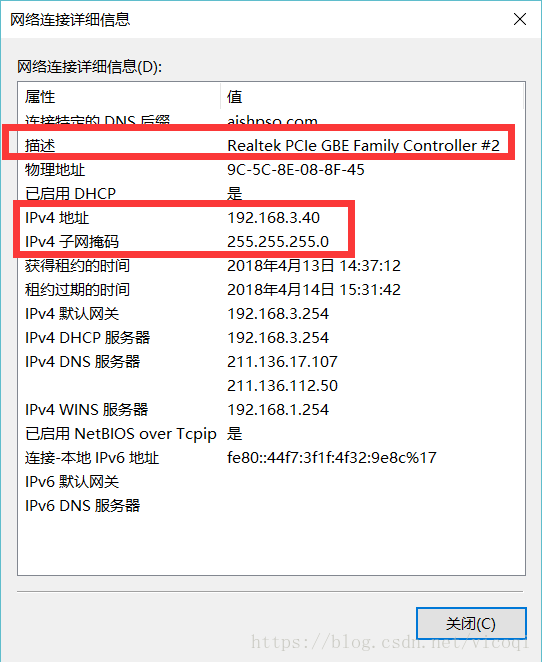 网络连接详细信息
网络连接详细信息(D):
属性 值
连接特定的 DNS 后缀 aishpso.com
描述 Realtek PCIe GBE Family Controller #2
物理地址 9C-5C-8E-08-8F-45
已启用 DHCP 是
IPv4 地址 192.168.3.40
IPv4 子网掩码 255.255.255.0
获得租约的时间 2018年4月13日 14:37:12
租约过期的时间 2018年4月14日 15:31:42
IPv4 默认网关 192.168.3.254
IPv4 DHCP 服务器 192.168.3.254
IPv4 DNS 服务器 211.136.17.107
211.136.112.50
IPv4 WINS 服务器 192.168.1.254
已启用 NetBIOS over Tcpip 是
连接-本地 IPv6 地址 fe80::44f7:3f1f:4f32:9e8c%17
IPv6 默认网关
IPv6 DNS 服务器
关闭(C)
https://blog.csdn.net/vicoqi